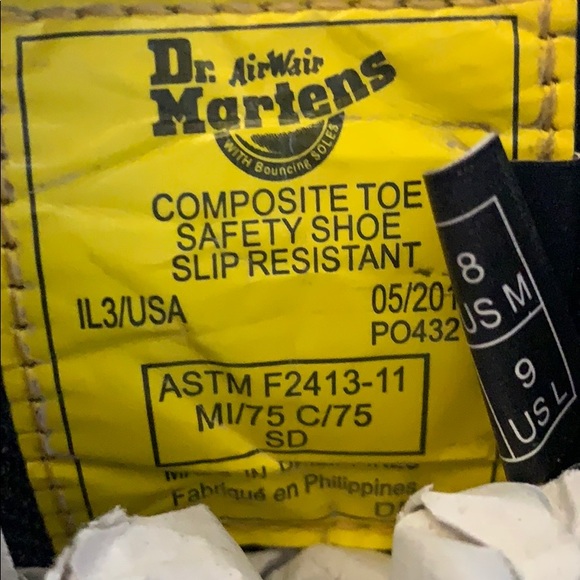 Dr. AirWair
Martens
WITH Bouncing SOLES
COMPOSITE TOE
SAFETY SHOE
SLIP RESISTANT
IL3/USA 05/201
PO432
ASTM F2413-11
MI/75 C/75
SD
IN
Fabriqué en Philippines
8
US M
9
US L